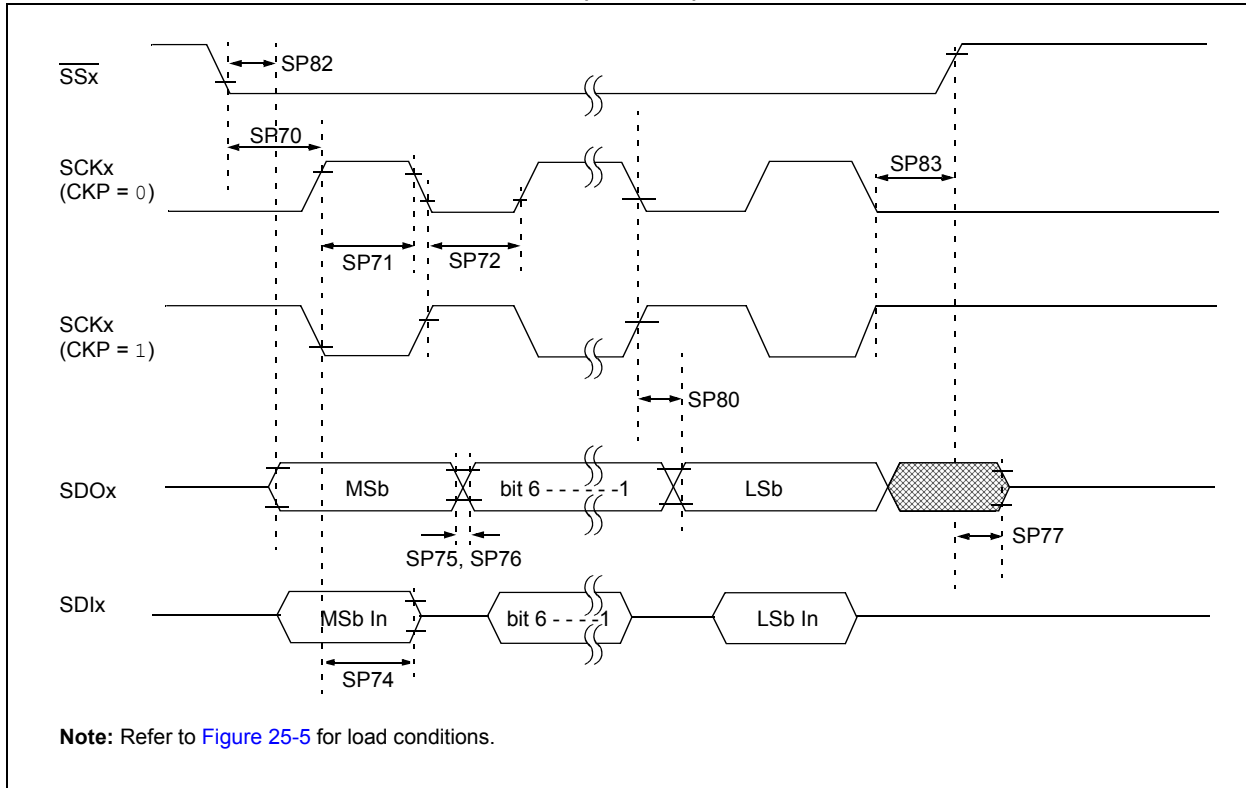 SSx
SP82
SP70
SCKx
(CKP = 0)
SP83
SP71
SP72
SCKx
(CKP = 1)
SP80
SDOx
MSb
bit 6 - - - - - -1
LSb
SP77
SP75, SP76
SDIx
MSb In
bit 6 - - - -1
LSb In
SP74
Note: Refer to Figure 25-5 for load conditions.